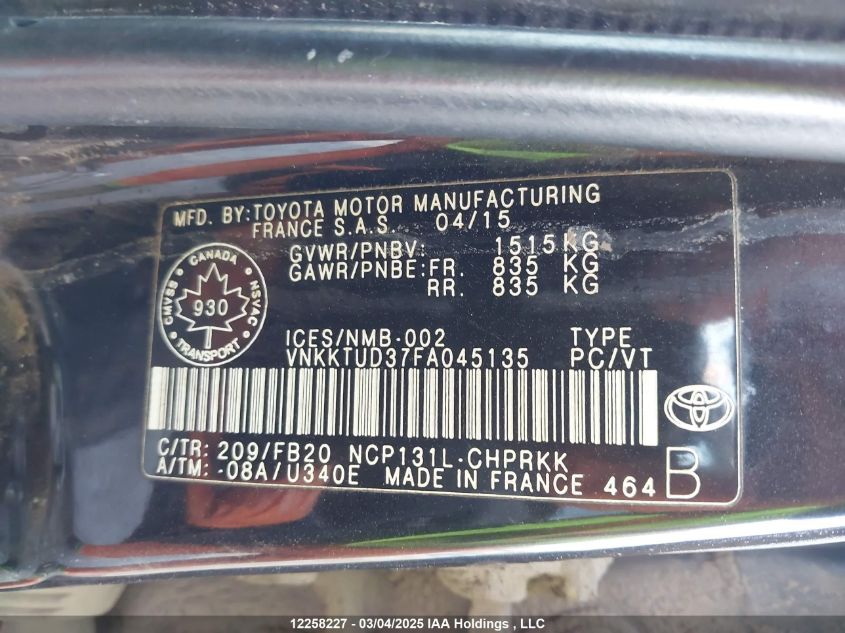 MFD. BY:TOYOTA MOTOR MANUFACTURING
FRANCE S.A.S. 04/15
GVWR/PNBV: 1515KG
GAWR/PNBE:FR. 835 KG
RR. 835 KG
CANADA
CMVSS
NSVAC
930
TRANSPORT
ICES/NMB-002 TYPE
VNKKTUD37FA045135 PC/VT
C/TR: 209/FB20 NCP131L-CHPRKK
A/TM: -08A/U340E MADE IN FRANCE 464 B
12258227 - 03/04/2025 IAA Holdings , LLC